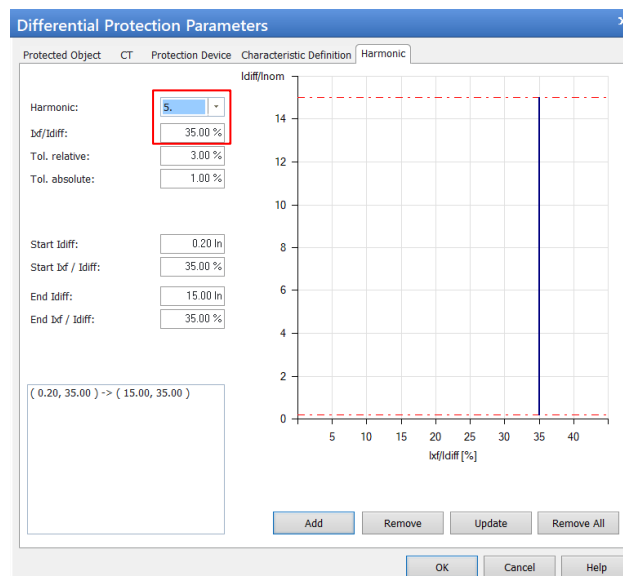 Differential Protection Parameters
Protected Object CT Protection Device Characteristic Definition Harmonic
Harmonic: 5.
Ixf/Idiff: 35.00 %
Tol. relative: 3.00 %
Tol. absolute: 1.00 %
Start Idiff: 0.20 In
Start Ixf / Idiff: 35.00 %
End Idiff: 15.00 In
End Ixf / Idiff: 35.00 %
( 0.20, 35.00 ) -> ( 15.00, 35.00 )
Idiff/Inom
14
12
10
8
6
4
2
0
5 10 15 20 25 30 35 40
Ixf/Idiff [%]
Add Remove Update Remove All
OK Cancel Help